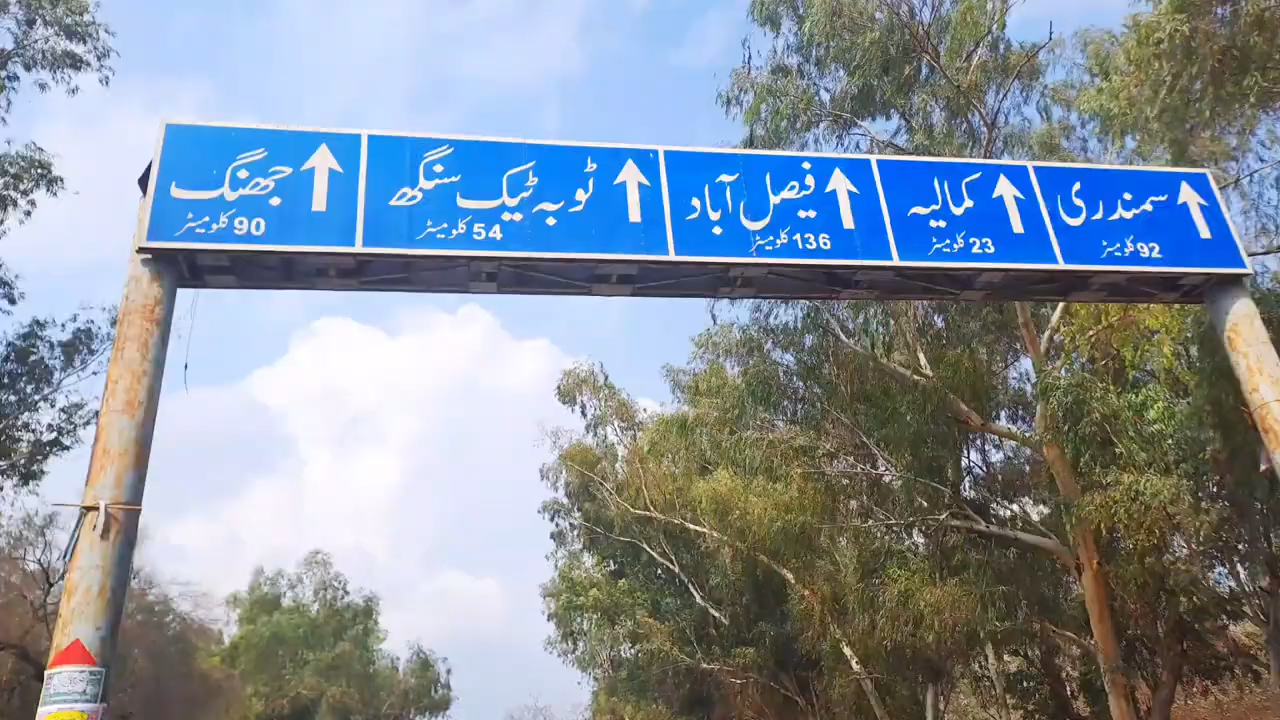 سمندری
92 کلومیٹر
کمالیہ
23 کلومیٹر
فیصل آباد
136 کلومیٹر
ٹوبہ ٹیک سنگھ
54 کلومیٹر
جھنگ
90 کلومیٹر